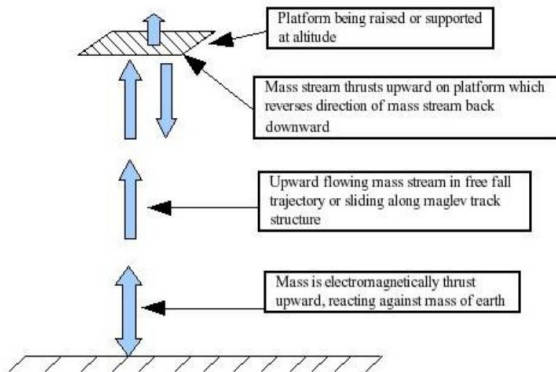 Platform being raised or supported
at altitude
Mass stream thrusts upward on platform which
reverses direction of mass stream back
downward
Upward flowing mass stream in free fall
trajectory or sliding along maglev track
structure
Mass is electromagnetically thrust
upward, reacting against mass of earth